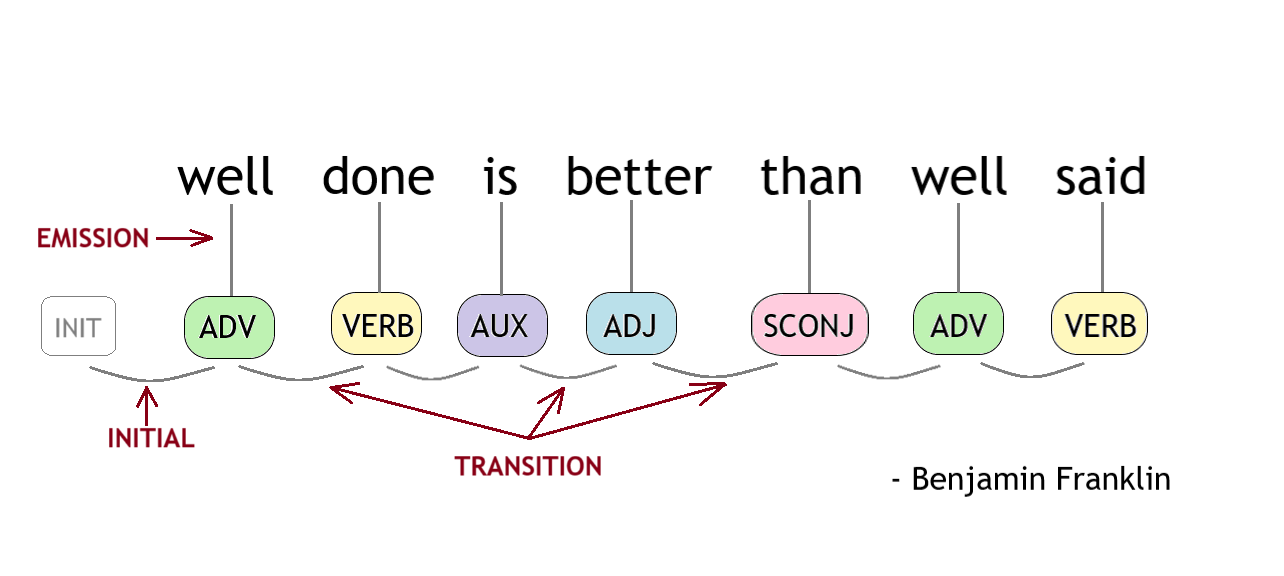 well done is better than well said
EMISSION
INIT ADV VERB AUX ADJ SCONJ ADV VERB
INITIAL
TRANSITION
- Benjamin Franklin